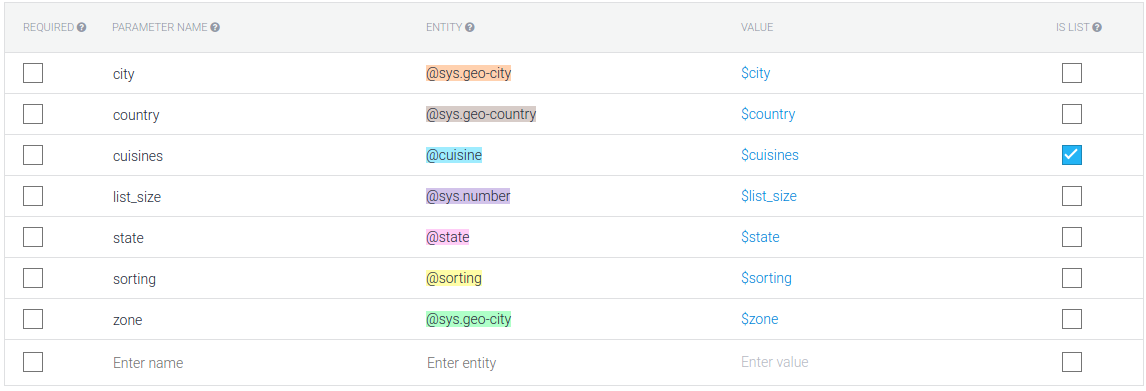 REQUIRED ? PARAMETER NAME ? ENTITY ? VALUE IS LIST ?
city @sys.geo-city $city
country @sys.geo-country $country
cuisines @cuisine $cuisines
list_size @sys.number $list_size
state @state $state
sorting @sorting $sorting
zone @sys.geo-city $zone
Enter name Enter entity Enter value